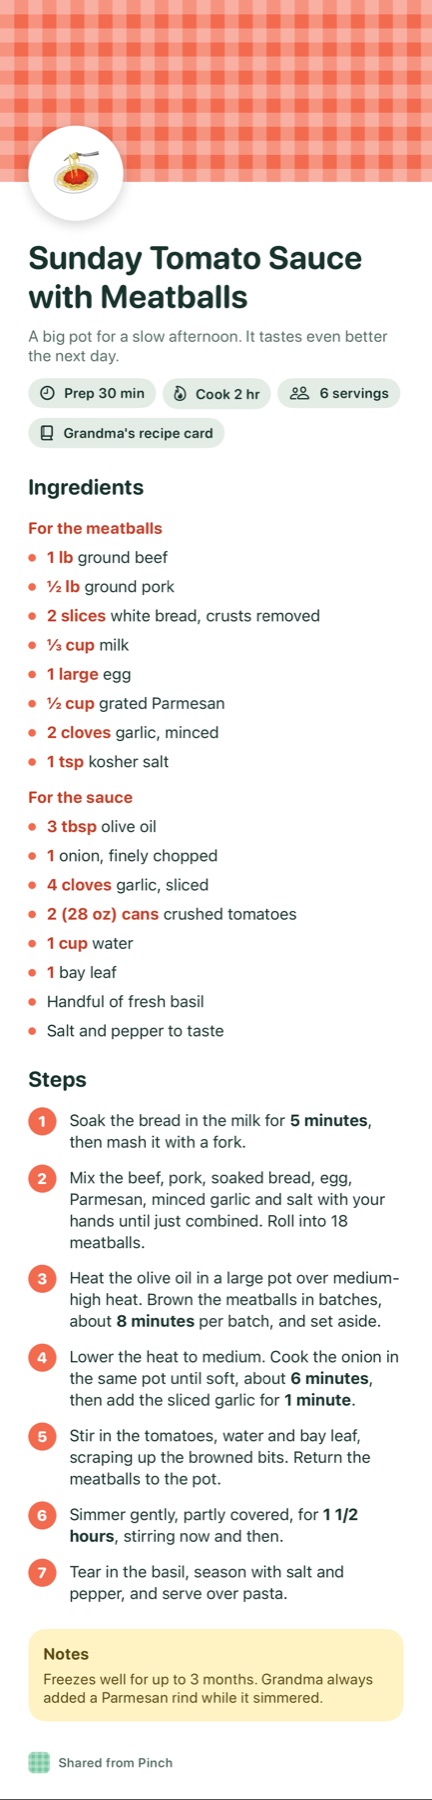 Sunday Tomato Sauce
with Meatballs
A big pot for a slow afternoon. It tastes even better
the next day.
Prep 30 min
Cook 2 hr
6 servings
Grandma's recipe card
Ingredients
For the meatballs
1 lb ground beef
½ lb ground pork
2 slices white bread, crusts removed
⅓ cup milk
1 large egg
½ cup grated Parmesan
2 cloves garlic, minced
1 tsp kosher salt
For the sauce
3 tbsp olive oil
1 onion, finely chopped
4 cloves garlic, sliced
2 (28 oz) cans crushed tomatoes
1 cup water
1 bay leaf
Handful of fresh basil
Salt and pepper to taste
Steps
1 Soak the bread in the milk for 5 minutes,
then mash it with a fork.
2 Mix the beef, pork, soaked bread, egg,
Parmesan, minced garlic and salt with your
hands until just combined. Roll into 18
meatballs.
3 Heat the olive oil in a large pot over medium-
high heat. Brown the meatballs in batches,
about 8 minutes per batch, and set aside.
4 Lower the heat to medium. Cook the onion in
the same pot until soft, about 6 minutes,
then add the sliced garlic for 1 minute.
5 Stir in the tomatoes, water and bay leaf,
scraping up the browned bits. Return the
meatballs to the pot.
6 Simmer gently, partly covered, for 1 1/2
hours, stirring now and then.
7 Tear in the basil, season with salt and
pepper, and serve over pasta.
Notes
Freezes well for up to 3 months. Grandma always
added a Parmesan rind while it simmered.
Shared from Pinch